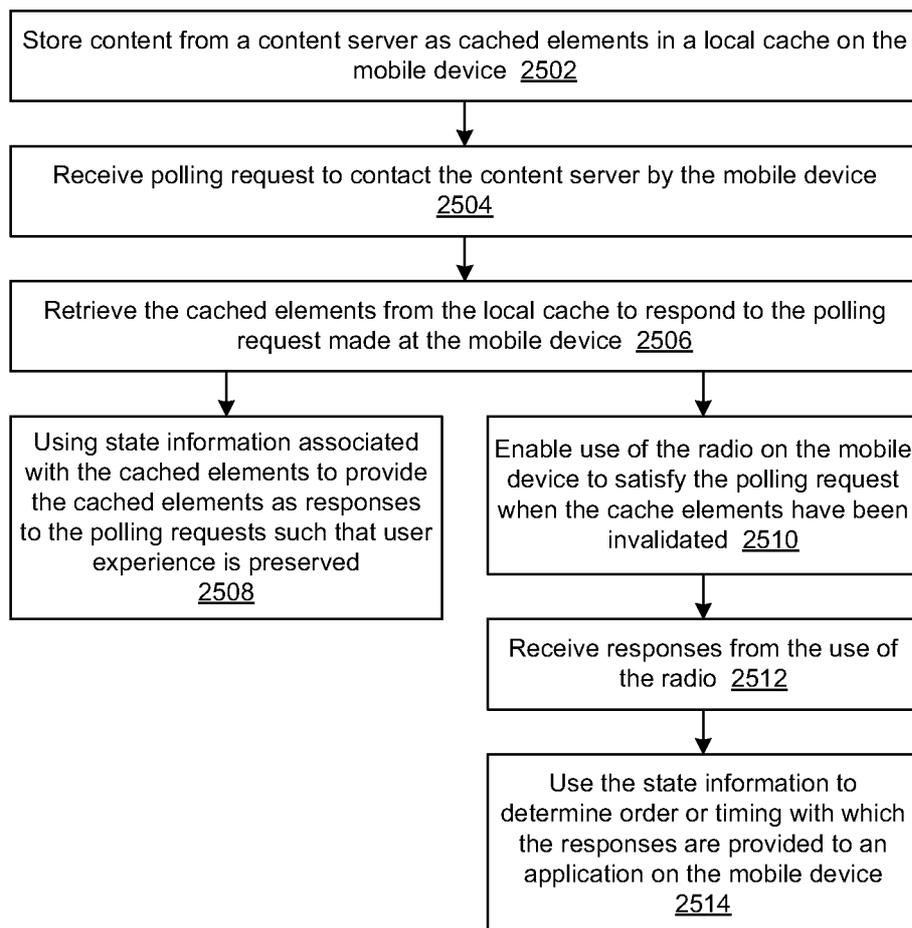 Store content from a content server as cached elements in a local cache on the
mobile device 2502
Receive polling request to contact the content server by the mobile device
2504
Retrieve the cached elements from the local cache to respond to the polling
request made at the mobile device 2506
Using state information associated
with the cached elements to provide
the cached elements as responses
to the polling requests such that user
experience is preserved
2508
Enable use of the radio on the mobile
device to satisfy the polling request
when the cache elements have been
invalidated 2510
Receive responses from the use of
the radio 2512
Use the state information to
determine order or timing with which
the responses are provided to an
application on the mobile device
2514